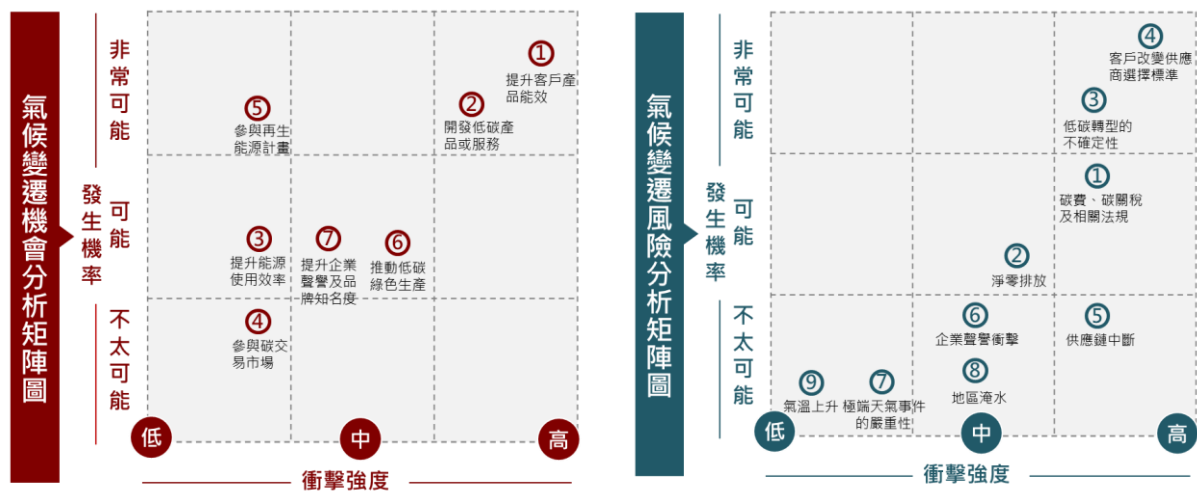 氣候變遷機會分析矩陣圖
發生機率
非常可能
可能
不太可能
①
提升客戶產
品能效
②
開發低碳產
品或服務
⑤
參與再生
能源計畫
③
提升能源
使用效率
⑦
提升企業
聲譽及品
牌知名度
⑥
推動低碳
綠色生產
④
參與碳交
易市場
低
中
高
衝擊強度
氣候變遷風險分析矩陣圖
發生機率
非常可能
可能
不太可能
④
客戶改變供應
商選擇標準
③
低碳轉型的
不確定性
①
碳費、碳關稅
及相關法規
②
淨零排放
⑥
企業聲譽衝擊
⑤
供應鏈中斷
⑧
地區淹水
⑨
氣溫上升
⑦
極端天氣事件
的嚴重性
低
中
高
衝擊強度